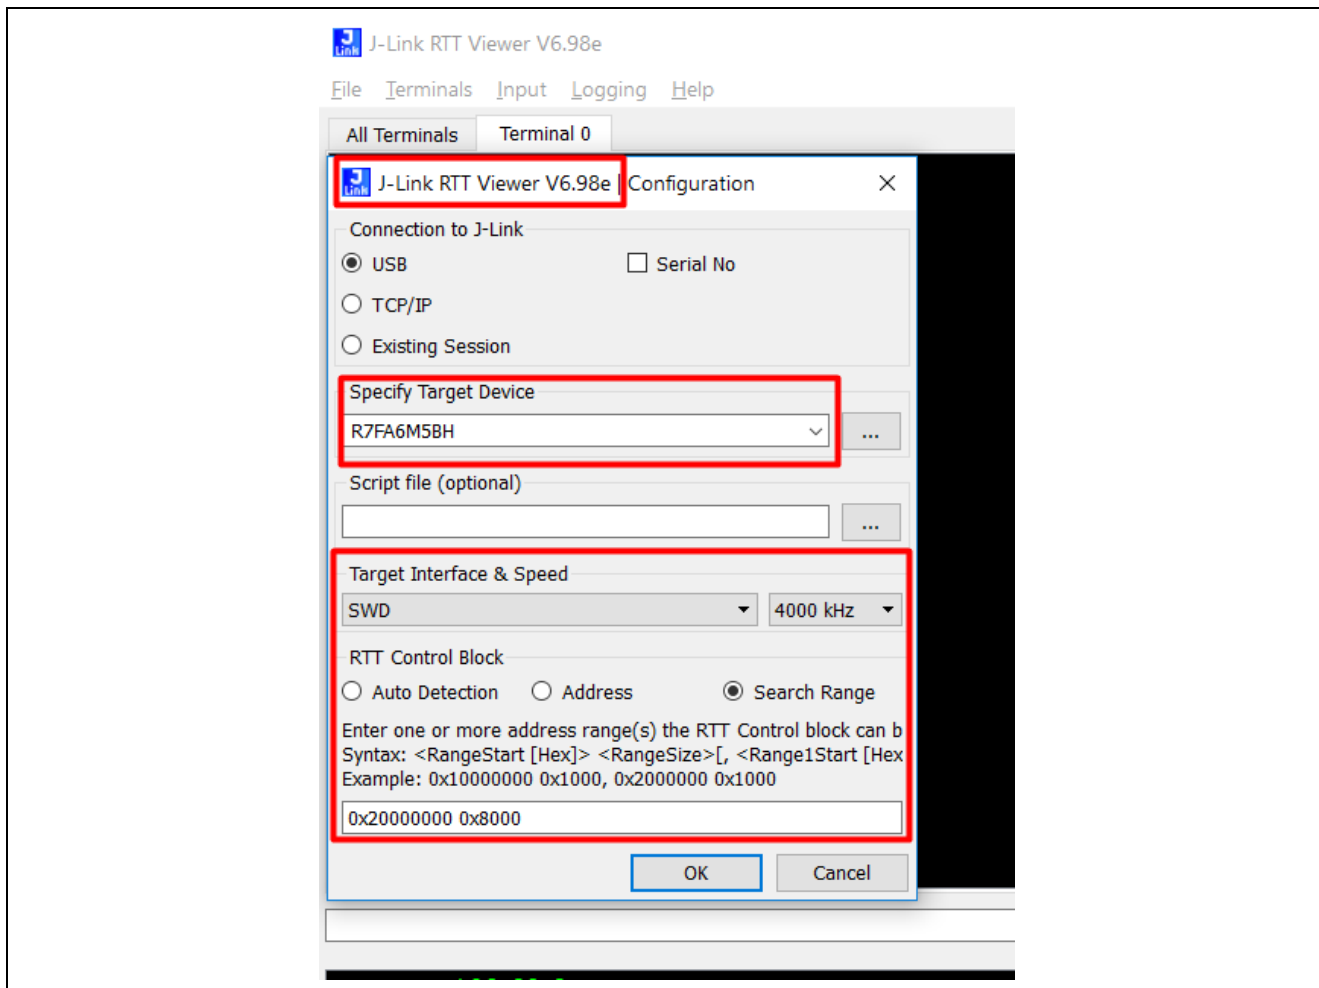 J-Link RTT Viewer V6.98e
File Terminals Input Logging Help
All Terminals Terminal 0
J-Link RTT Viewer V6.98e | Configuration
Connection to J-Link
USB Serial No
TCP/IP
Existing Session
Specify Target Device
R7FA6M5BH ...
Script file (optional)
...
Target Interface & Speed
SWD 4000 kHz
RTT Control Block
Auto Detection Address Search Range
Enter one or more address range(s) the RTT Control block can b
Syntax: <RangeStart [Hex]> <RangeSize>[, <Range1Start [Hex
Example: 0x10000000 0x1000, 0x2000000 0x1000
0x20000000 0x8000
OK Cancel